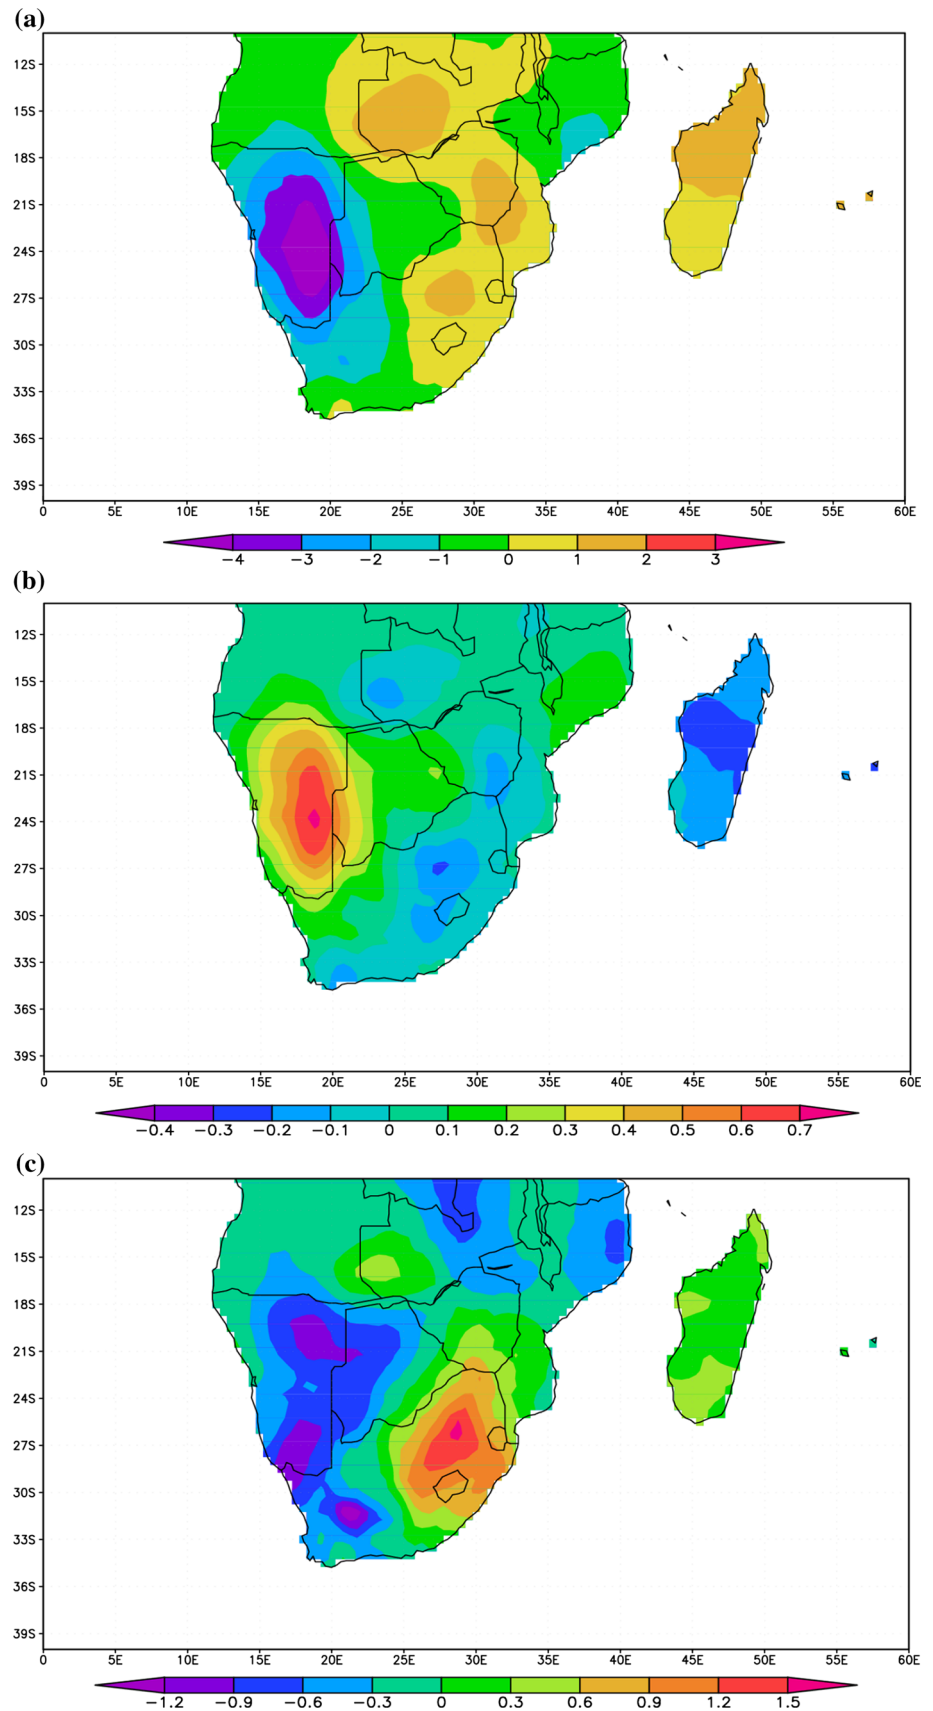 (a)
12S
15S
18S
21S
24S
27S
30S
33S
36S
39S
0 5E 10E 15E 20E 25E 30E 35E 40E 45E 50E 55E 60E
−4 −3 −2 −1 0 1 2 3
(b)
12S
15S
18S
21S
24S
27S
30S
33S
36S
39S
0 5E 10E 15E 20E 25E 30E 35E 40E 45E 50E 55E 60E
−0.4 −0.3 −0.2 −0.1 0 0.1 0.2 0.3 0.4 0.5 0.6 0.7
(c)
12S
15S
18S
21S
24S
27S
30S
33S
36S
39S
0 5E 10E 15E 20E 25E 30E 35E 40E 45E 50E 55E 60E
−1.2 −0.9 −0.6 −0.3 0 0.3 0.6 0.9 1.2 1.5